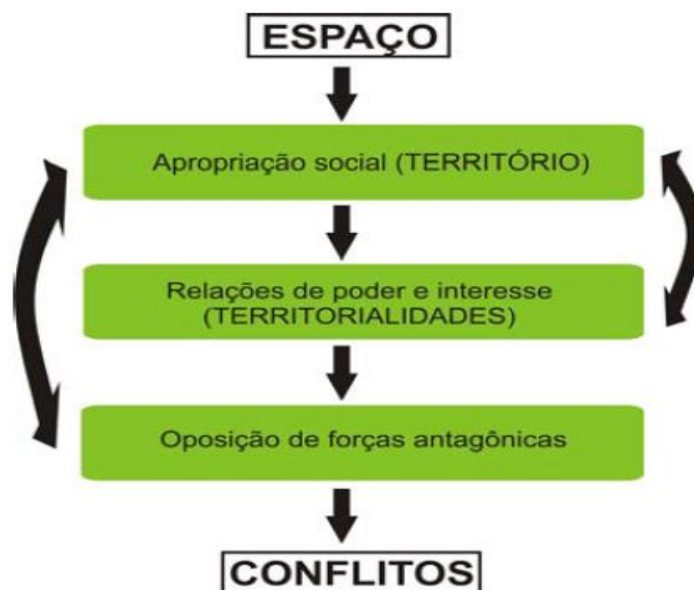 ESPAÇO
Apropriação social (TERRITÓRIO)
Relações de poder e interesse
(TERRITORIALIDADES)
Oposição de forças antagônicas
CONFLITOS